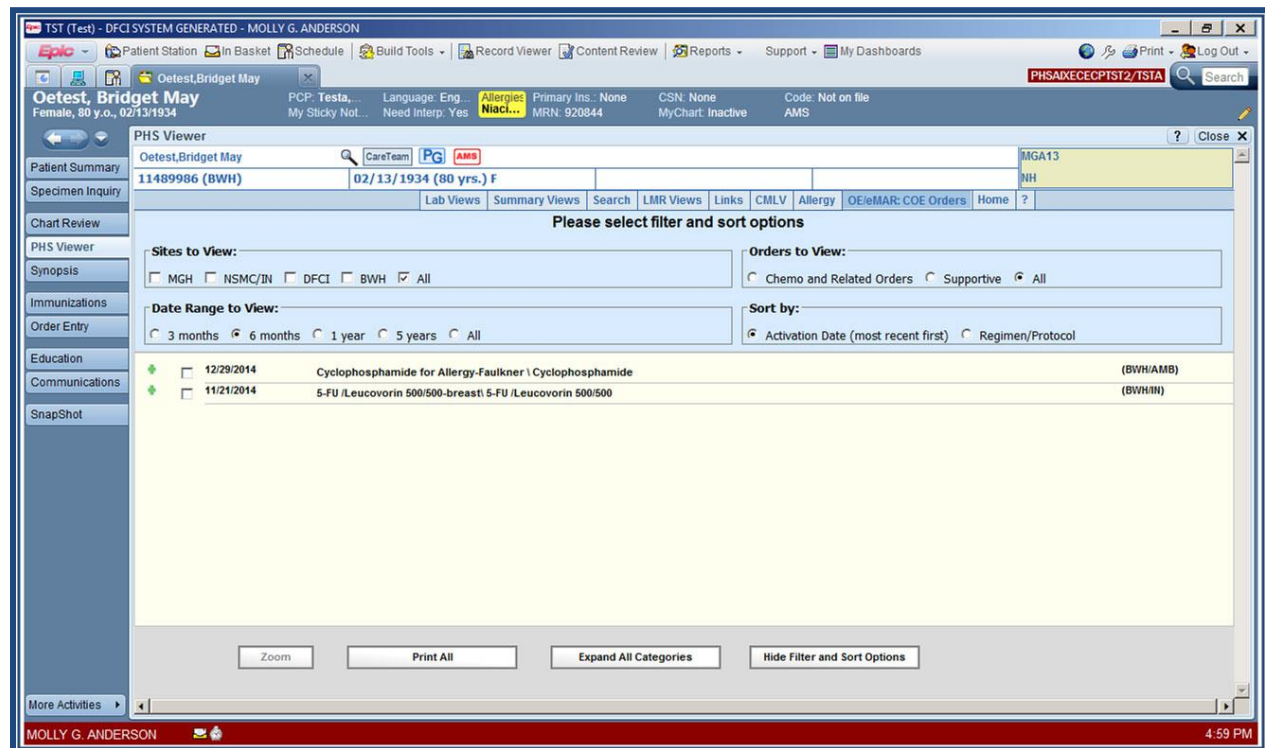 TST (Test) - DFCI SYSTEM GENERATED - MOLLY G. ANDERSON
Epic Patient Station In Basket Schedule Build Tools Record Viewer Content Review Reports Support My Dashboards Print Log Out
Oetest,Bridget May PHSAIXECECPTST2/TSTA Search
Oetest, Bridget May PCP: Testa,... Language: Eng... Allergies Primary Ins.: None CSN: None Code: Not on file
Female, 80 y.o., 02/13/1934 My Sticky Not... Need Interp: Yes Niaci... MRN: 920844 MyChart: Inactive AMS
PHS Viewer ? Close X
Oetest,Bridget May CareTeam PG AMS MGA13
11489986 (BWH) 02/13/1934 (80 yrs.) F NH
Lab Views Summary Views Search LMR Views Links CMLV Allergy OE/eMAR: COE Orders Home ?
Patient Summary
Specimen Inquiry
Chart Review
PHS Viewer
Synopsis
Immunizations
Order Entry
Education
Communications
SnapShot
More Activities
Please select filter and sort options
Sites to View:
MGH NSMC/IN DFCI BWH All
Orders to View:
Chemo and Related Orders Supportive All
Date Range to View:
3 months 6 months 1 year 5 years All
Sort by:
Activation Date (most recent first) Regimen/Protocol
12/29/2014 Cyclophosphamide for Allergy-Faulkner \ Cyclophosphamide (BWH/AMB)
11/21/2014 5-FU /Leucovorin 500/500-breast\ 5-FU /Leucovorin 500/500 (BWH/IN)
Zoom Print All Expand All Categories Hide Filter and Sort Options
MOLLY G. ANDERSON 4:59 PM